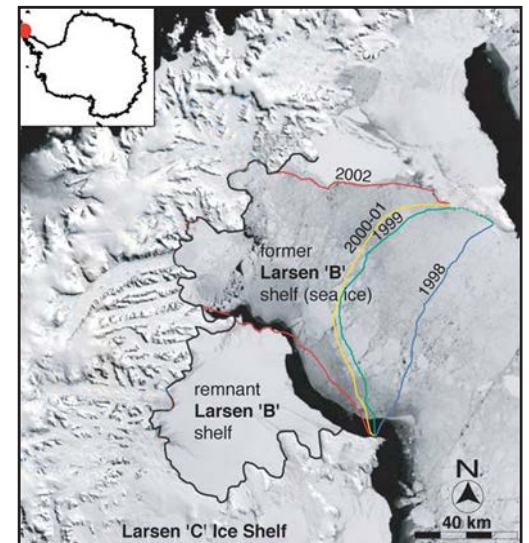 2002
2000-01
1999
1998
former
Larsen 'B'
shelf (sea ice)
remnant
Larsen 'B'
shelf
N
40 km
Larsen 'C' Ice Shelf